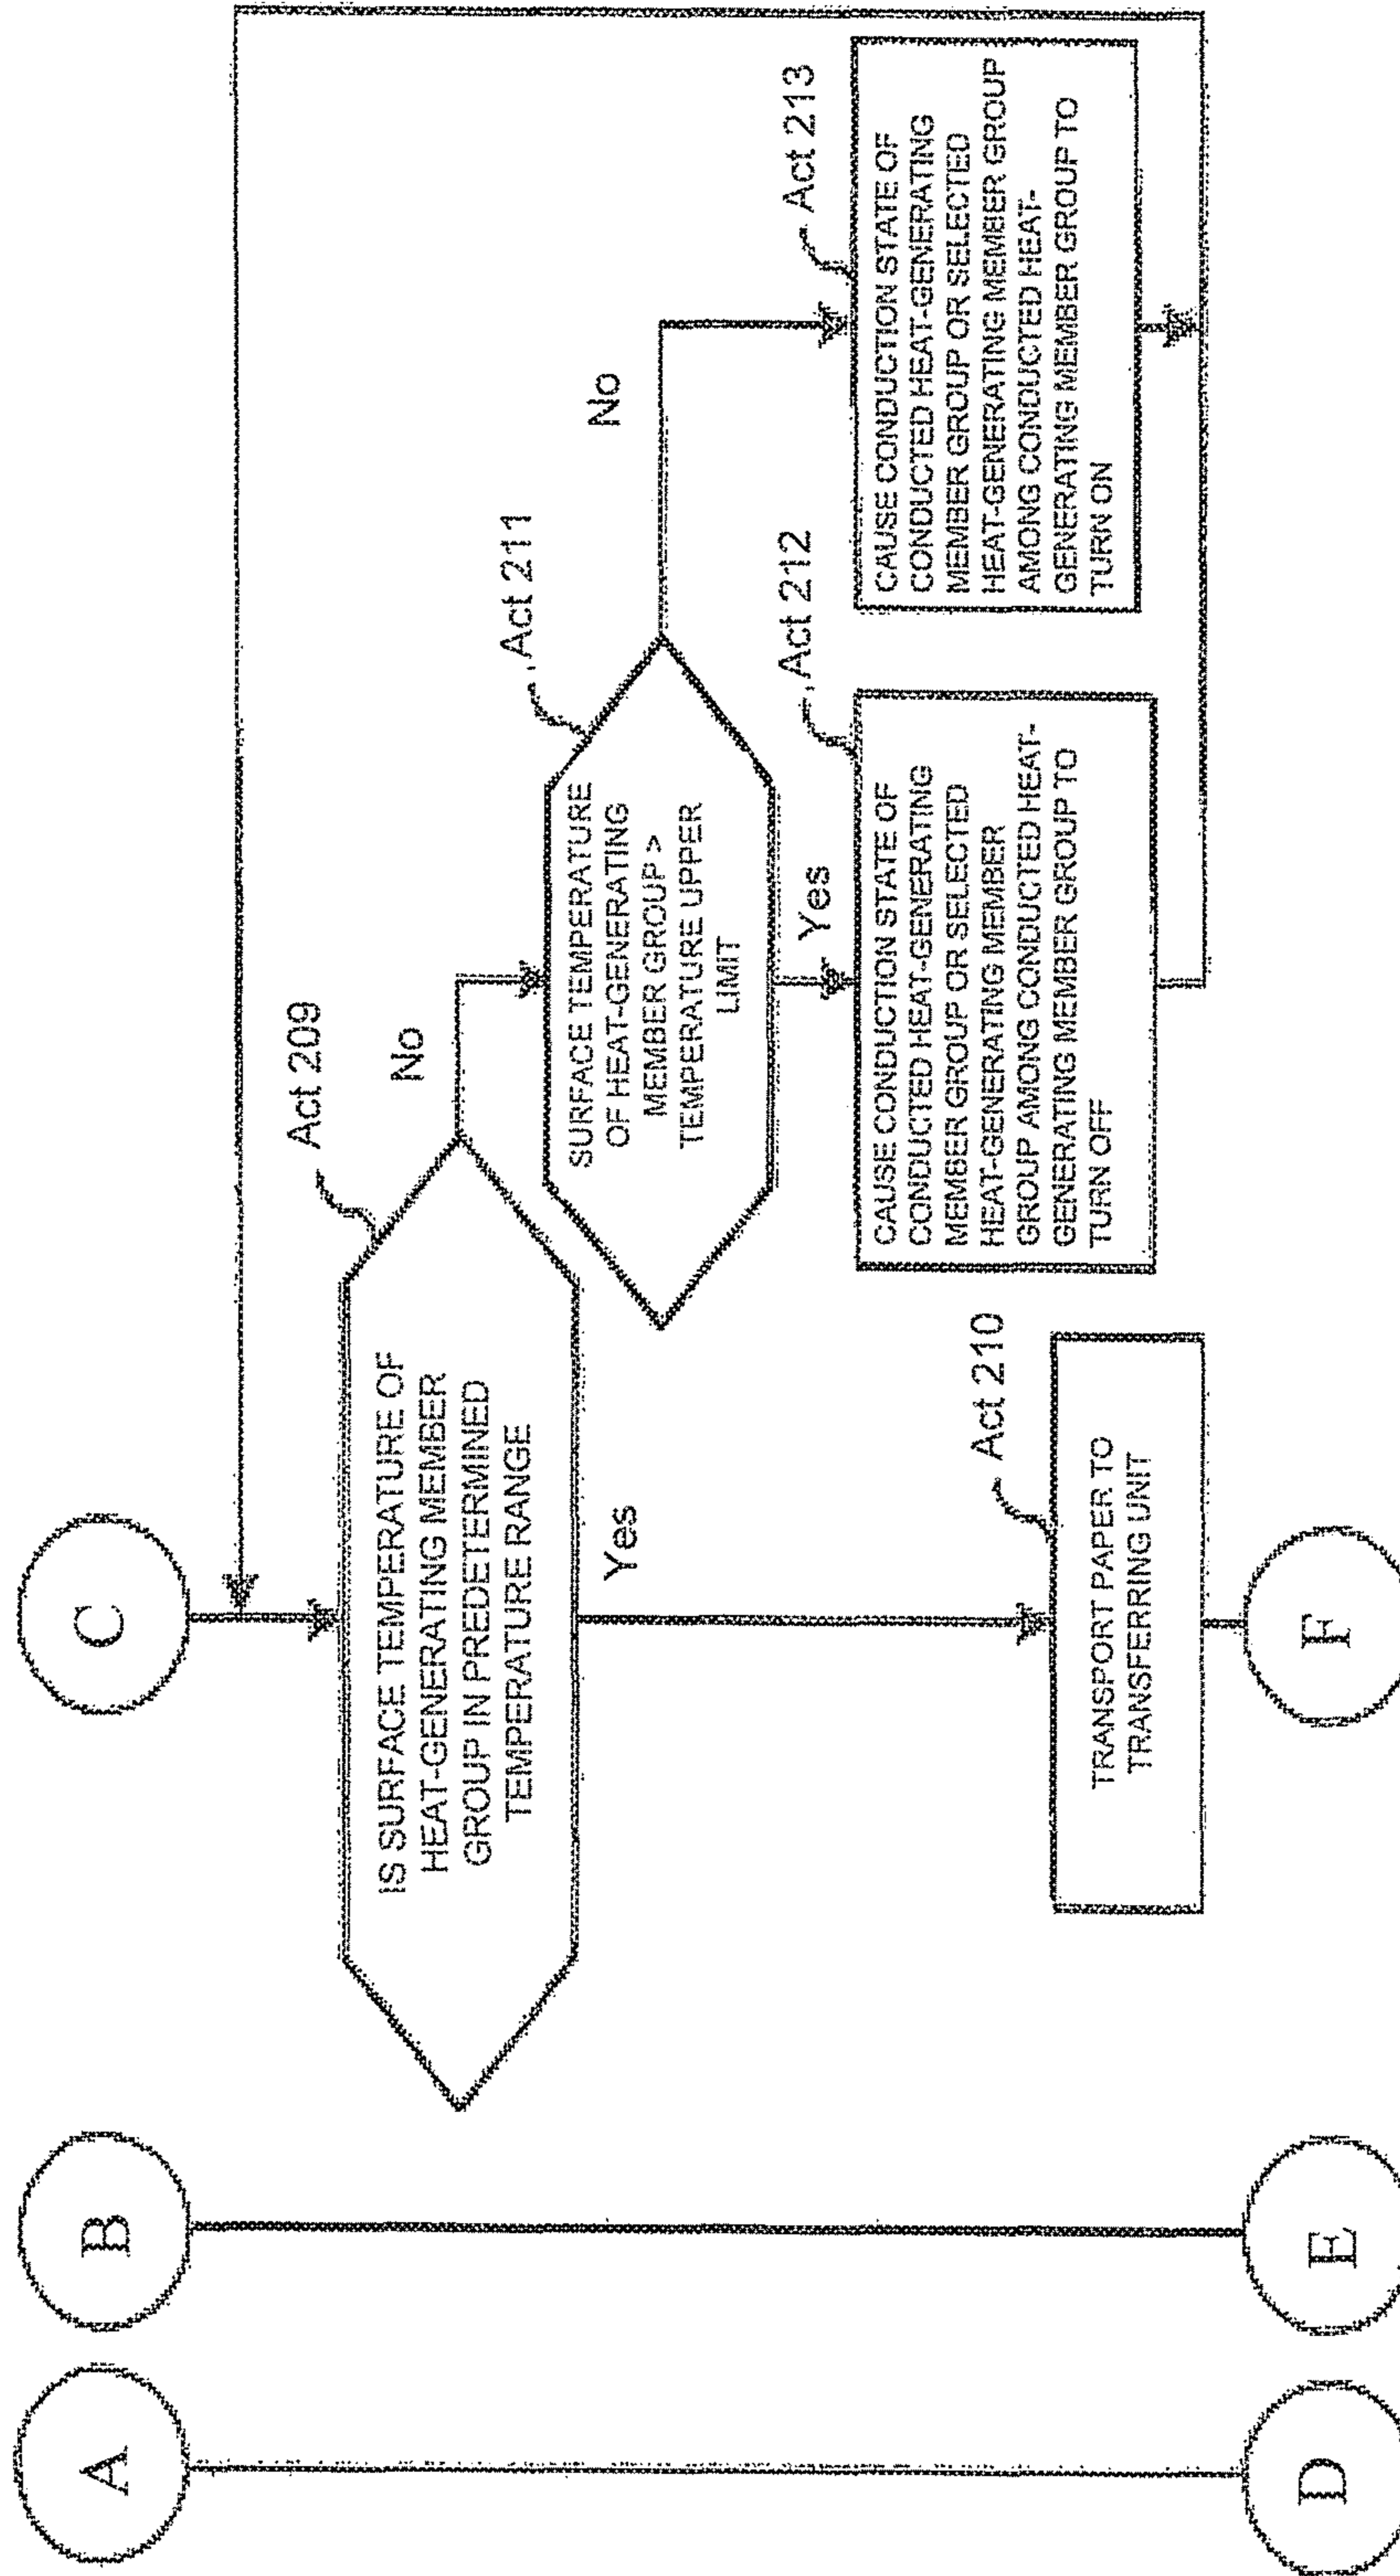 A
B
C
Act 209
IS SURFACE TEMPERATURE OF
HEAT-GENERATING MEMBER
GROUP IN PREDETERMINED
TEMPERATURE RANGE
No
Yes
Act 211
SURFACE TEMPERATURE
OF HEAT-GENERATING
MEMBER GROUP >
TEMPERATURE UPPER
LIMIT
No
Yes
Act 210
TRANSPORT PAPER TO
TRANSFERRING UNIT
Act 212
CAUSE CONDUCTION STATE OF
CONDUCTED HEAT-GENERATING
MEMBER GROUP OR SELECTED
HEAT-GENERATING MEMBER
GROUP AMONG CONDUCTED HEAT-
GENERATING MEMBER GROUP TO
TURN OFF
Act 213
CAUSE CONDUCTION STATE OF
CONDUCTED HEAT-GENERATING
MEMBER GROUP OR SELECTED
HEAT-GENERATING MEMBER GROUP
AMONG CONDUCTED HEAT-
GENERATING MEMBER GROUP TO
TURN ON
D
E
F